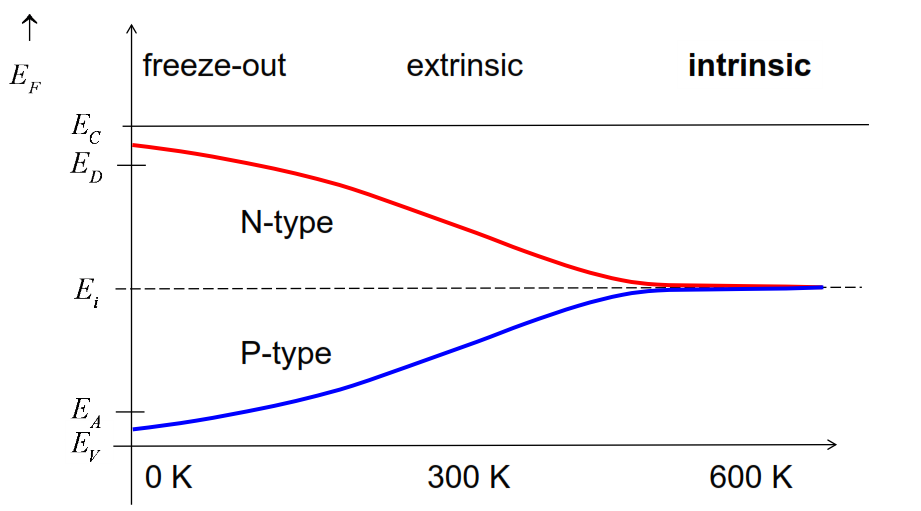 ↑
E_F
freeze-out extrinsic intrinsic
E_C
E_D
N-type
E_i
P-type
E_A
E_V
0 K 300 K 600 K